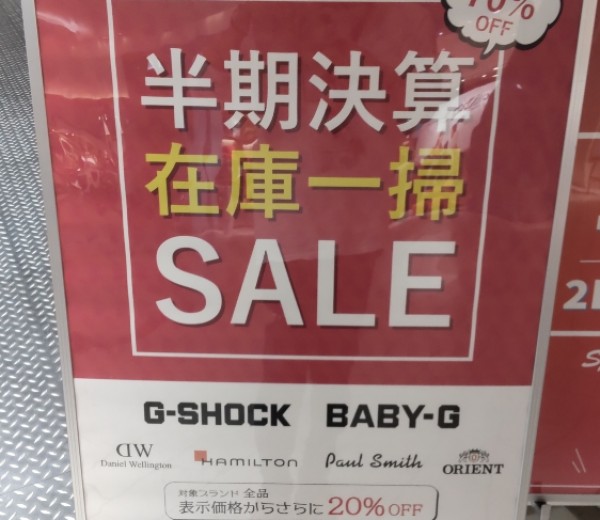 70%
OFF
半期決算
在庫一掃
SALE
G-SHOCK BABY-G
DW
Daniel Wellington
HAMILTON
Paul Smith
ORIENT
対象ブランド 全品
表示価格からさらに20%OFF